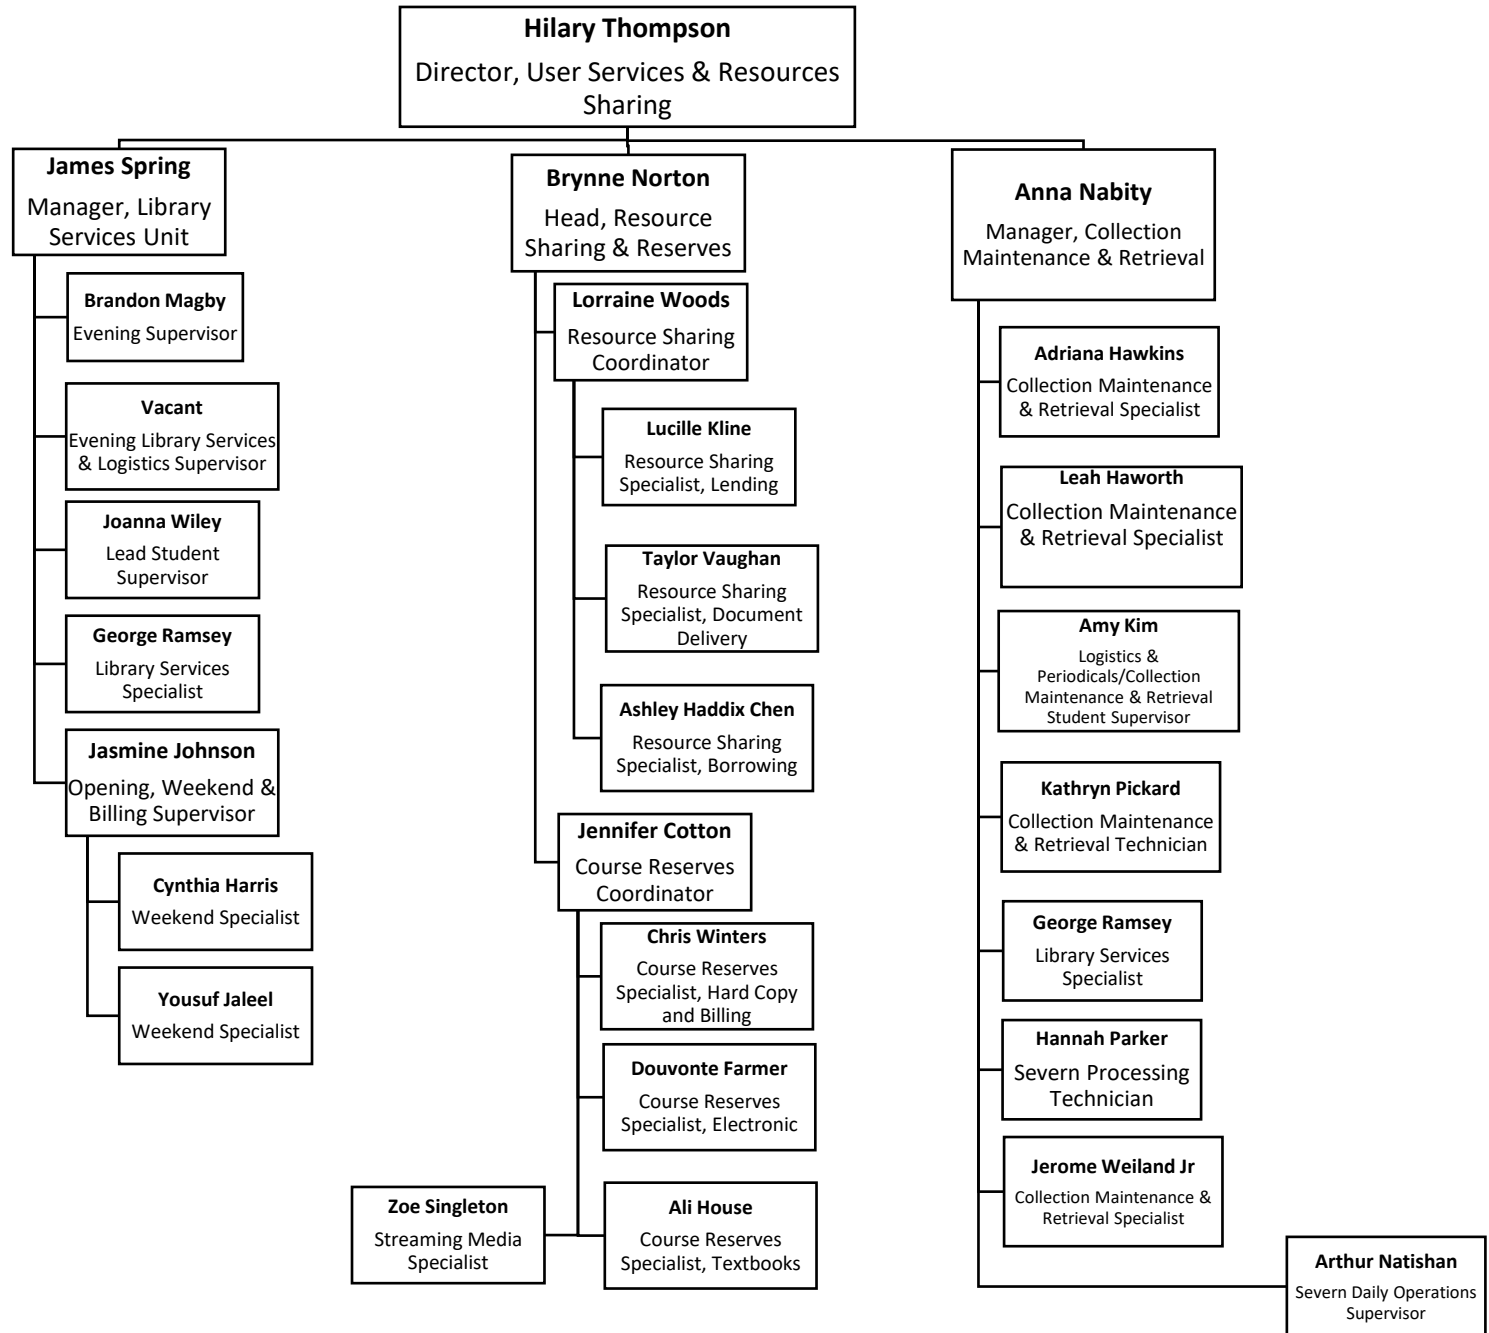 Hilary Thompson
Director, User Services & Resources
Sharing
James Spring
Manager, Library
Services Unit
Brandon Magby
Evening Supervisor
Vacant
Evening Library Services
& Logistics Supervisor
Joanna Wiley
Lead Student
Supervisor
George Ramsey
Library Services
Specialist
Jasmine Johnson
Opening, Weekend &
Billing Supervisor
Cynthia Harris
Weekend Specialist
Yousuf Jaleel
Weekend Specialist
Brynne Norton
Head, Resource
Sharing & Reserves
Lorraine Woods
Resource Sharing
Coordinator
Lucille Kline
Resource Sharing
Specialist, Lending
Taylor Vaughan
Resource Sharing
Specialist, Document
Delivery
Ashley Haddix Chen
Resource Sharing
Specialist, Borrowing
Jennifer Cotton
Course Reserves
Coordinator
Chris Winters
Course Reserves
Specialist, Hard Copy
and Billing
Douvonte Farmer
Course Reserves
Specialist, Electronic
Zoe Singleton
Streaming Media
Specialist
Ali House
Course Reserves
Specialist, Textbooks
Anna Nabity
Manager, Collection
Maintenance & Retrieval
Adriana Hawkins
Collection Maintenance
& Retrieval Specialist
Leah Haworth
Collection Maintenance
& Retrieval Specialist
Amy Kim
Logistics &
Periodicals/Collection
Maintenance & Retrieval
Student Supervisor
Kathryn Pickard
Collection Maintenance
& Retrieval Technician
George Ramsey
Library Services
Specialist
Hannah Parker
Severn Processing
Technician
Jerome Weiland Jr
Collection Maintenance &
Retrieval Specialist
Arthur Natishan
Severn Daily Operations
Supervisor